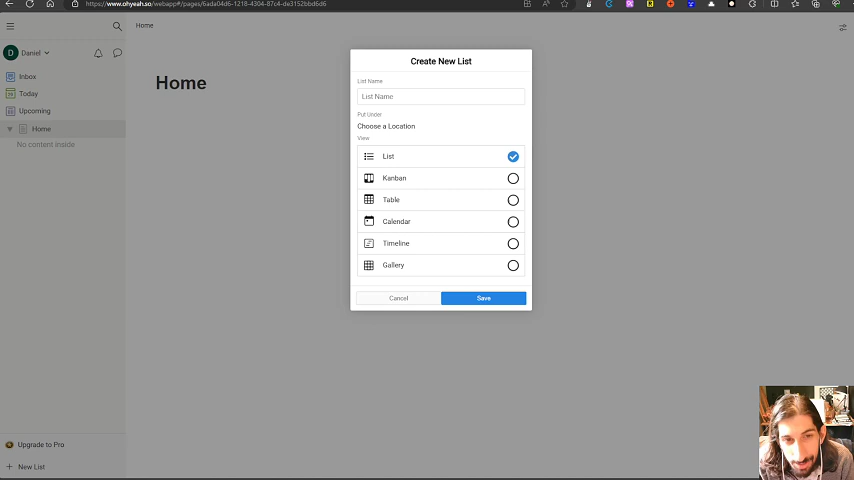 https://www.ohyeah.so/webapp#/pages/6ada04d6-1218-4304-87c4-de3152bbd6d6
Home
D
Daniel
Inbox
Today
Upcoming
Home
No content inside
Upgrade to Pro
New List
Home
Create New List
List Name
List Name
Put Under
Choose a Location
View
List
Kanban
Table
Calendar
Timeline
Gallery
Cancel
Save